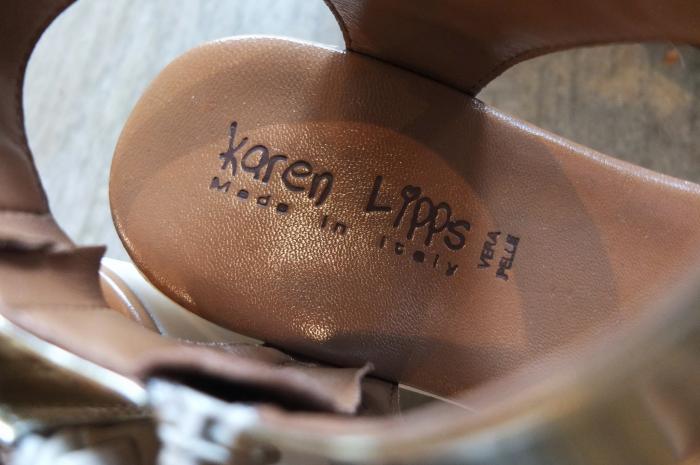 karen Lipps
Made in Italy
VERA
PELLE